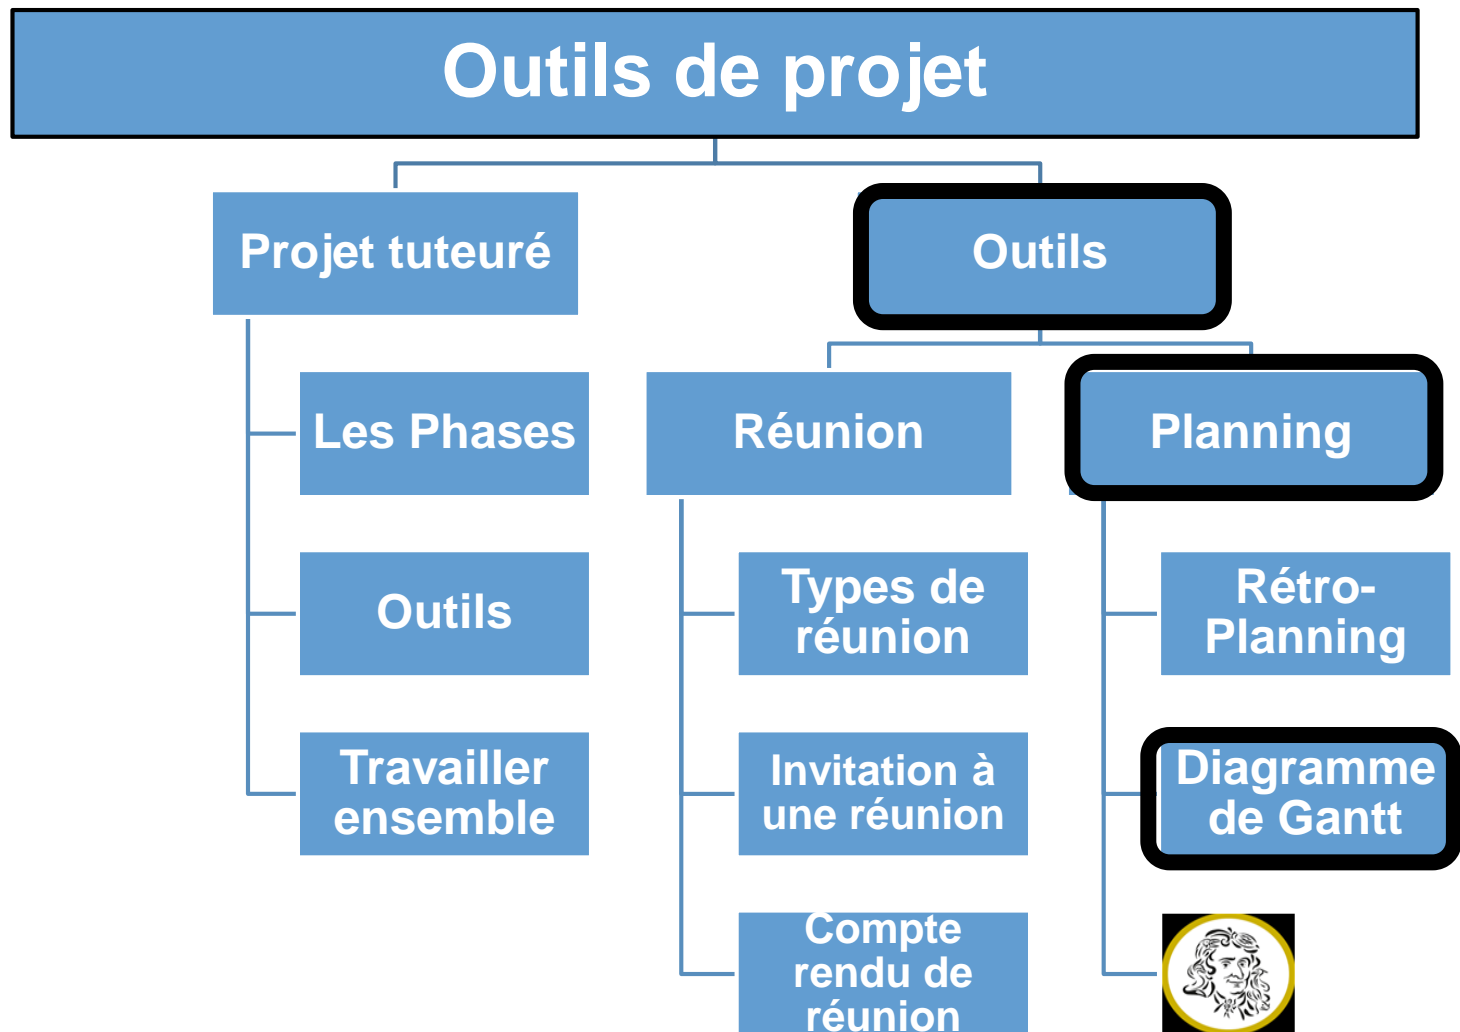 Outils de projet
Projet tuteuré
Outils
Les Phases
Réunion
Planning
Outils
Types de
réunion
Rétro-
Planning
Travailler
ensemble
Invitation à
une réunion
Diagramme
de Gantt
Compte
rendu de
réunion